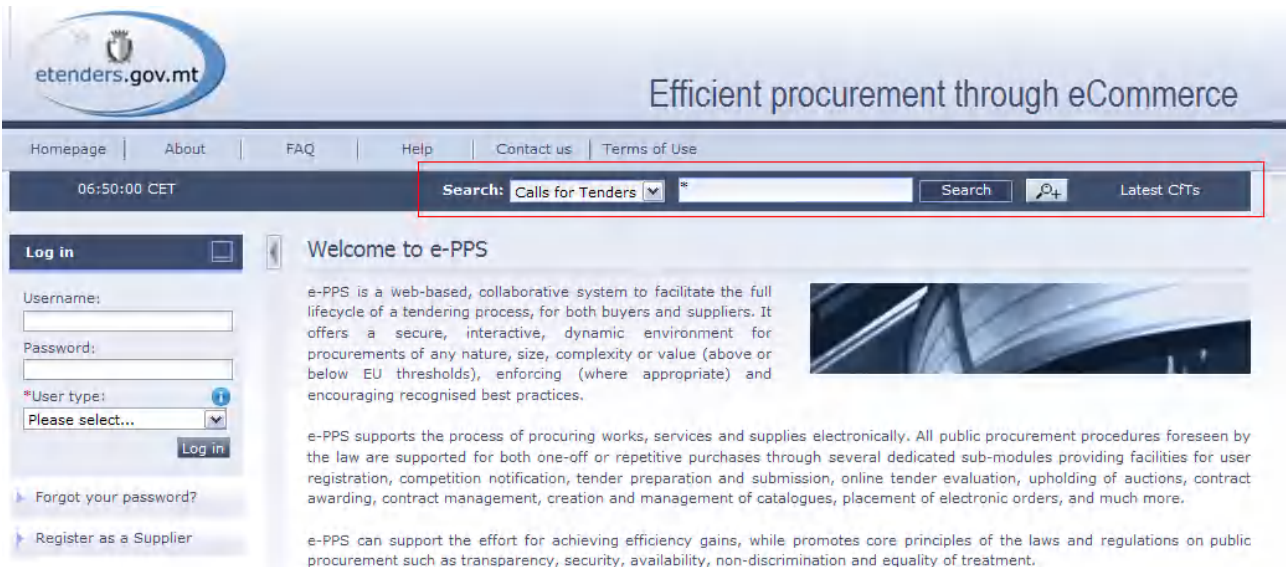 etenders.gov.mt
Efficient procurement through eCommerce
Homepage About FAQ Help Contact us Terms of Use
06:50:00 CET
Search: Calls for Tenders * Search Latest CfTs
Log in
Username:
Password:
*User type:
Please select...
Log in
Forgot your password?
Register as a Supplier
Welcome to e-PPS
e-PPS is a web-based, collaborative system to facilitate the full
lifecycle of a tendering process, for both buyers and suppliers. It
offers a secure, interactive, dynamic environment for
procurements of any nature, size, complexity or value (above or
below EU thresholds), enforcing (where appropriate) and
encouraging recognised best practices.
e-PPS supports the process of procuring works, services and supplies electronically. All public procurement procedures foreseen by
the law are supported for both one-off or repetitive purchases through several dedicated sub-modules providing facilities for user
registration, competition notification, tender preparation and submission, online tender evaluation, upholding of auctions, contract
awarding, contract management, creation and management of catalogues, placement of electronic orders, and much more.
e-PPS can support the effort for achieving efficiency gains, while promotes core principles of the laws and regulations on public
procurement such as transparency, security, availability, non-discrimination and equality of treatment.